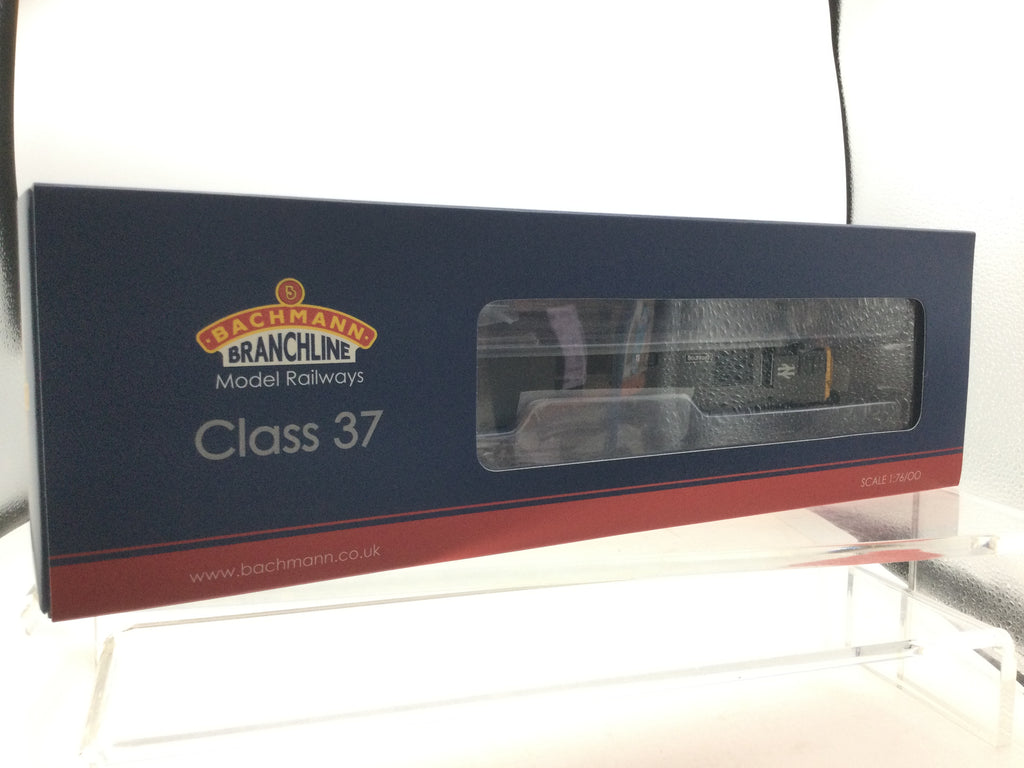 BACHMANN
BRANCHLINE
Model Railways
Class 37
www.bachmann.co.uk
SCALE 1:76/OO